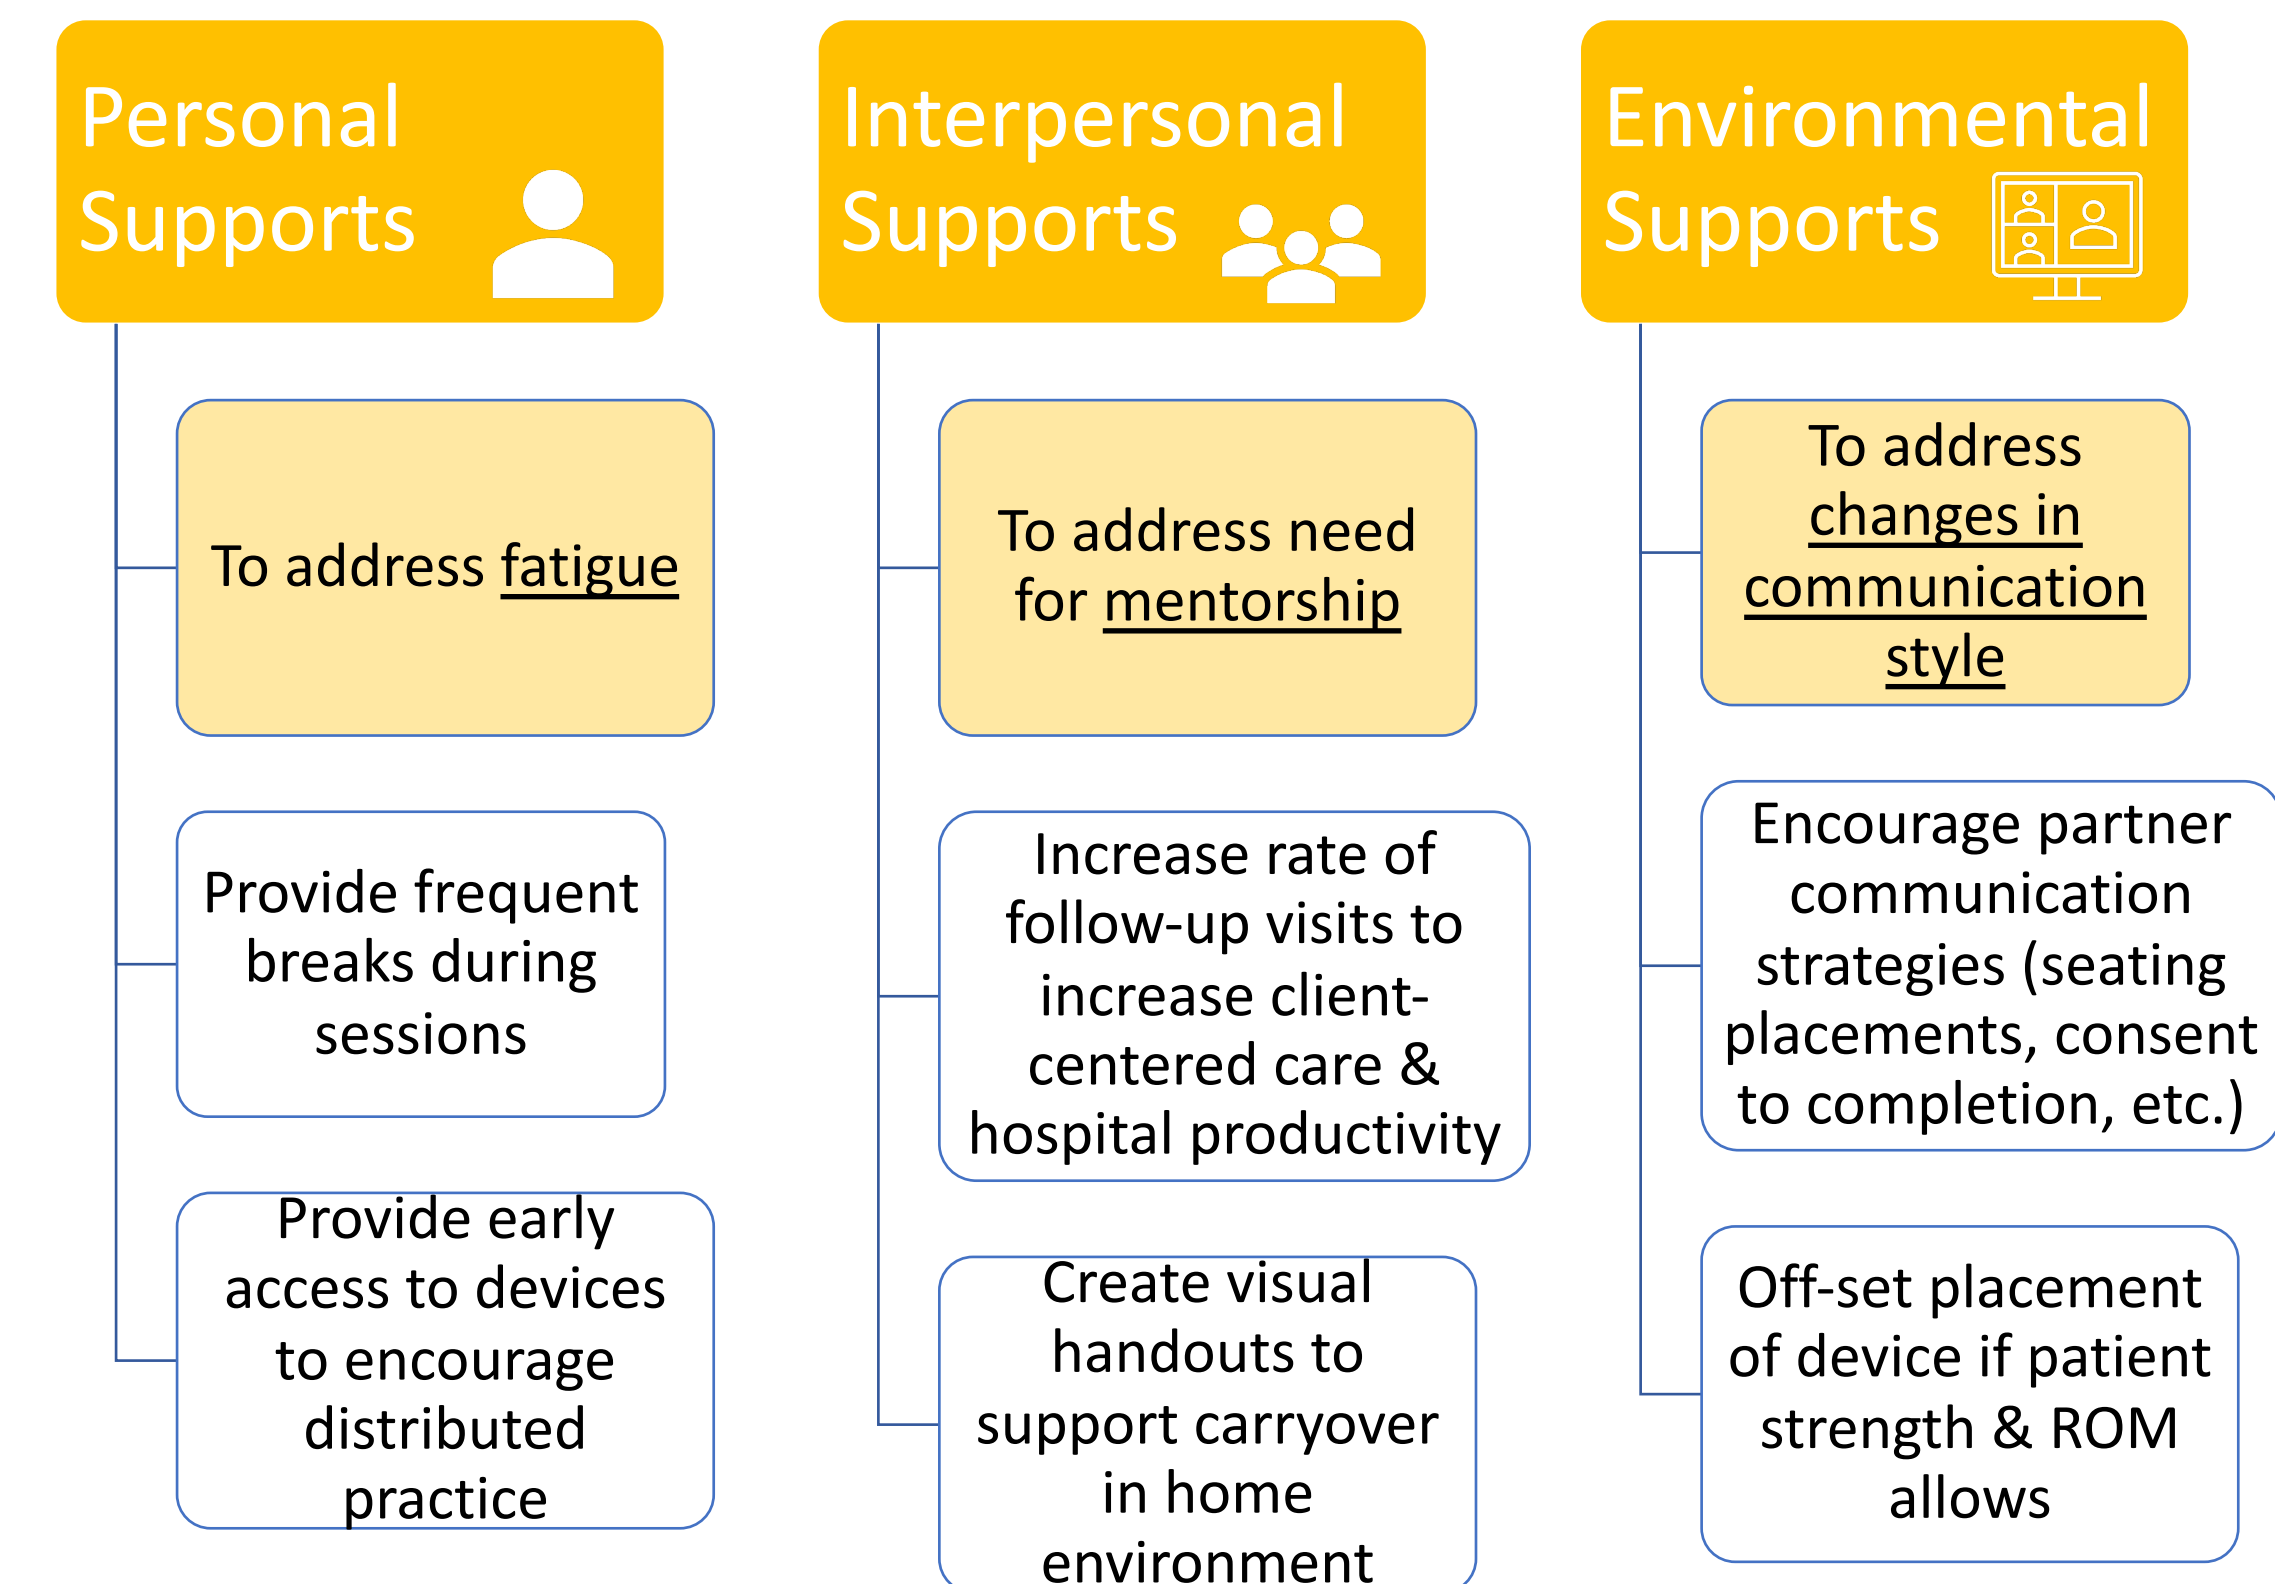 Personal
Supports
To address fatigue
Provide frequent
breaks during
sessions
Provide early
access to devices
to encourage
distributed
practice
Interpersonal
Supports
To address need
for mentorship
Increase rate of
follow-up visits to
increase client-
centered care &
hospital productivity
Create visual
handouts to
support carryover
in home
environment
Environmental
Supports
To address
changes in
communication
style
Encourage partner
communication
strategies (seating
placements, consent
to completion, etc.)
Off-set placement
of device if patient
strength & ROM
allows